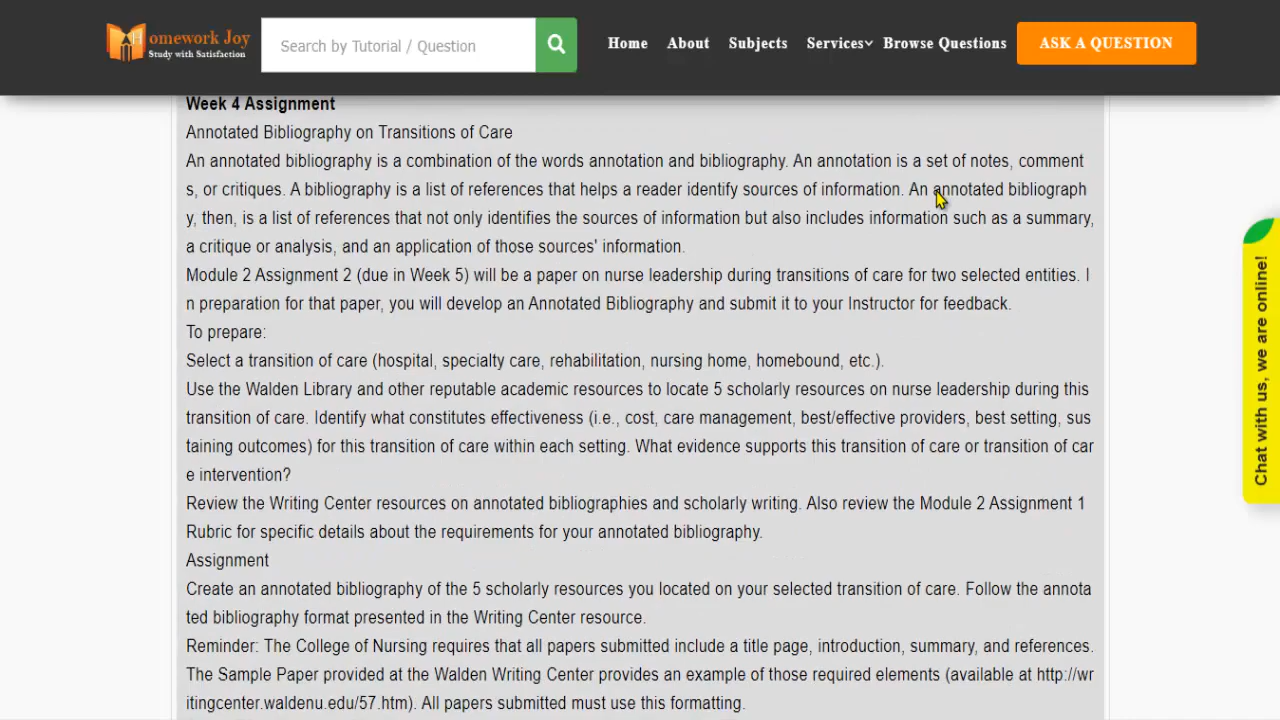 omework Joy
Study with Satisfaction
Search by Tutorial / Question
Home About Subjects Services Browse Questions ASK A QUESTION
Week 4 Assignment
Annotated Bibliography on Transitions of Care
An annotated bibliography is a combination of the words annotation and bibliography. An annotation is a set of notes, comment
s, or critiques. A bibliography is a list of references that helps a reader identify sources of information. An annotated bibliograph
y, then, is a list of references that not only identifies the sources of information but also includes information such as a summary,
a critique or analysis, and an application of those sources' information.
Module 2 Assignment 2 (due in Week 5) will be a paper on nurse leadership during transitions of care for two selected entities. I
n preparation for that paper, you will develop an Annotated Bibliography and submit it to your Instructor for feedback.
To prepare:
Select a transition of care (hospital, specialty care, rehabilitation, nursing home, homebound, etc.).
Use the Walden Library and other reputable academic resources to locate 5 scholarly resources on nurse leadership during this
transition of care. Identify what constitutes effectiveness (i.e., cost, care management, best/effective providers, best setting, sus
taining outcomes) for this transition of care within each setting. What evidence supports this transition of care or transition of car
e intervention?
Review the Writing Center resources on annotated bibliographies and scholarly writing. Also review the Module 2 Assignment 1
Rubric for specific details about the requirements for your annotated bibliography.
Assignment
Create an annotated bibliography of the 5 scholarly resources you located on your selected transition of care. Follow the annota
ted bibliography format presented in the Writing Center resource.
Reminder: The College of Nursing requires that all papers submitted include a title page, introduction, summary, and references.
The Sample Paper provided at the Walden Writing Center provides an example of those required elements (available at http://wr
itingcenter.waldenu.edu/57.htm). All papers submitted must use this formatting.
Chat with us, we are online!